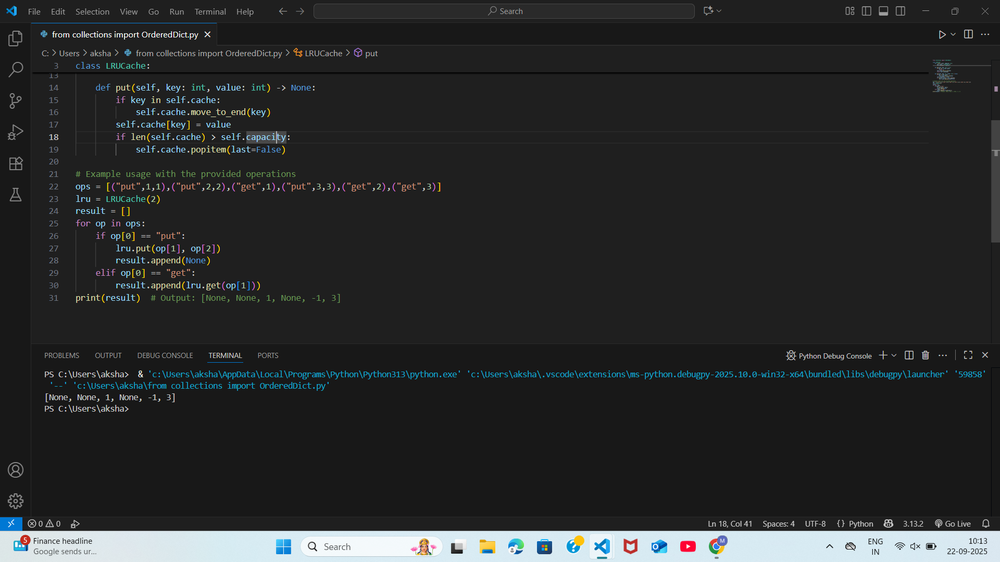 File Edit Selection View Go Run Terminal Help Search
from collections import OrderedDict.py
C: > Users > aksha > from collections import OrderedDict.py > LRUCache > put
3 class LRUCache:
13
14 def put(self, key: int, value: int) -> None:
15 if key in self.cache:
16 self.cache.move_to_end(key)
17 self.cache[key] = value
18 if len(self.cache) > self.capacity:
19 self.cache.popitem(last=False)
20
21 # Example usage with the provided operations
22 ops = [("put",1,1),("put",2,2),("get",1),("put",3,3),("get",2),("get",3)]
23 lru = LRUCache(2)
24 result = []
25 for op in ops:
26 if op[0] == "put":
27 lru.put(op[1], op[2])
28 result.append(None)
29 elif op[0] == "get":
30 result.append(lru.get(op[1]))
31 print(result)  # Output: [None, None, 1, None, -1, 3]
PROBLEMS OUTPUT DEBUG CONSOLE TERMINAL PORTS Python Debug Console
PS C:\Users\aksha>  & 'c:\Users\aksha\AppData\Local\Programs\Python\Python313\python.exe' 'c:\Users\aksha\.vscode\extensions\ms-python.debugpy-2025.10.0-win32-x64\bundled\libs\debugpy\launcher' '59858'
'--' 'c:\Users\aksha\from collections import OrderedDict.py'
[None, None, 1, None, -1, 3]
PS C:\Users\aksha>
0 0 Ln 18, Col 41 Spaces: 4 UTF-8 {} Python 3.13.2 Go Live
5 Finance headline
Google sends ur...
Search
M
ENG
IN
10:13
22-09-2025